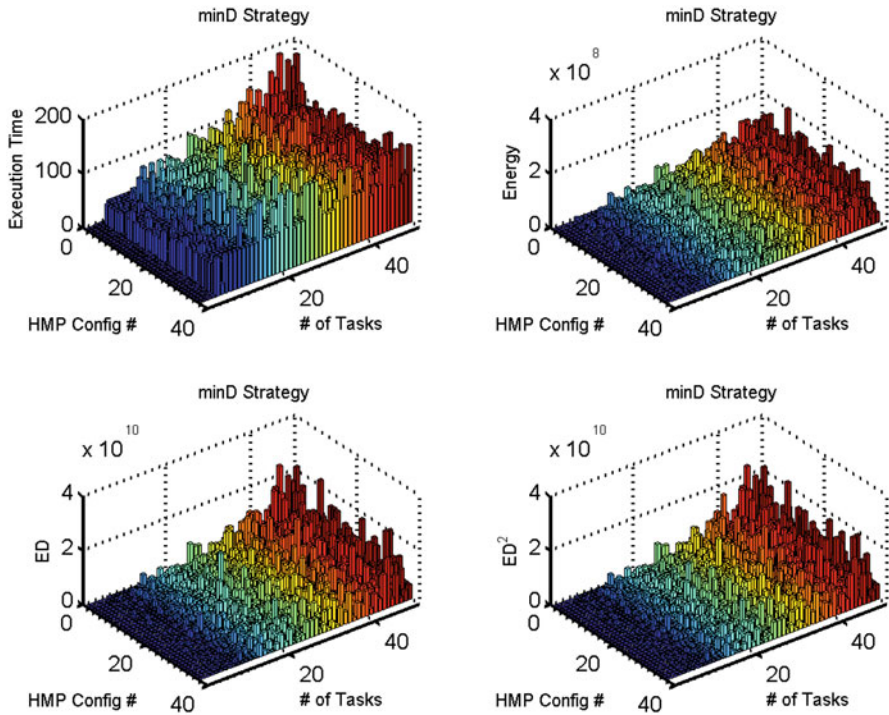 minD Strategy
200
100
0
Execution Time
0
20
40
HMP Config #
20
40
# of Tasks
minD Strategy
x 10^8
4
2
0
Energy
0
20
40
HMP Config #
20
40
# of Tasks
minD Strategy
x 10^10
4
2
0
ED
0
20
40
HMP Config #
20
40
# of Tasks
minD Strategy
x 10^10
4
2
0
ED^2
0
20
40
HMP Config #
20
40
# of Tasks